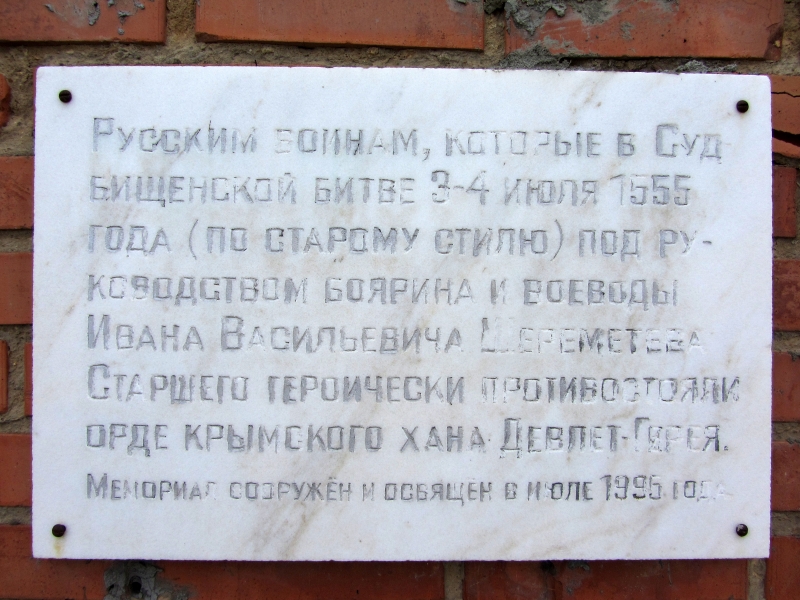 Русским воинам, которые в Суд-
бищенской битве 3-4 июля 1555
года (по старому стилю) под ру-
ководством боярина и воеводы
Ивана Васильевича Шереметева
Старшего героически противостояли
орде крымского хана Девлет-Гирея.
Мемориал сооружён и освящён в июле 1995 года